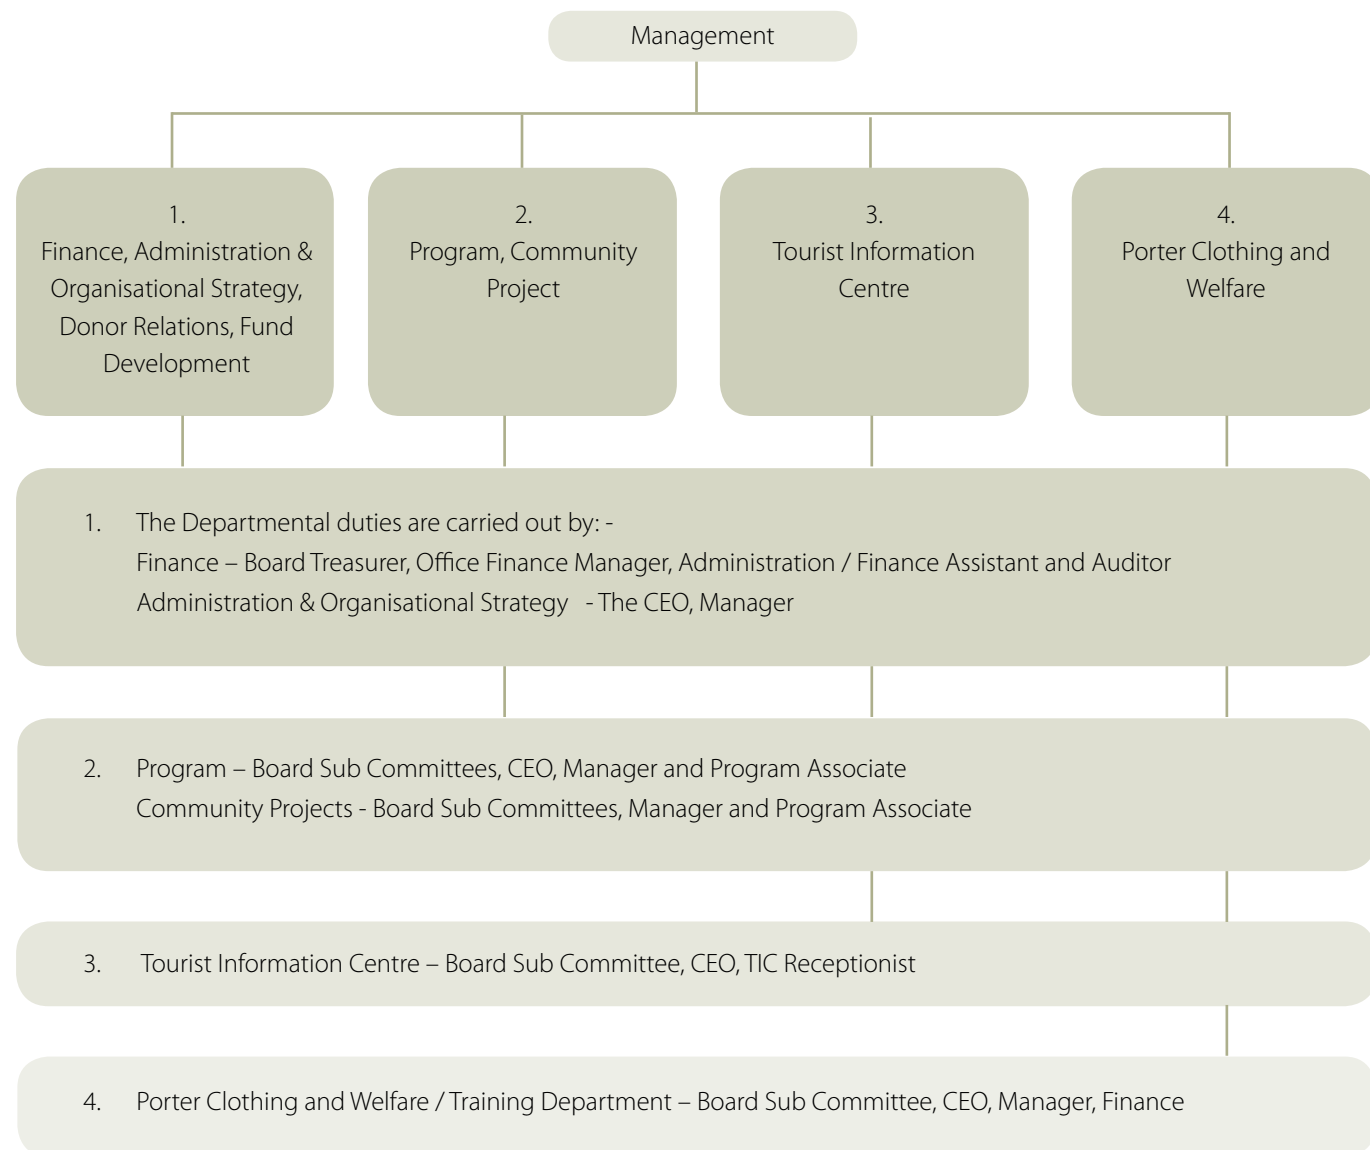 Management
1.
Finance, Administration &
Organisational Strategy,
Donor Relations, Fund
Development
2.
Program, Community
Project
3.
Tourist Information
Centre
4.
Porter Clothing and
Welfare
1. The Departmental duties are carried out by: -
Finance – Board Treasurer, Office Finance Manager, Administration / Finance Assistant and Auditor
Administration & Organisational Strategy - The CEO, Manager
2. Program – Board Sub Committees, CEO, Manager and Program Associate
Community Projects - Board Sub Committees, Manager and Program Associate
3. Tourist Information Centre – Board Sub Committee, CEO, TIC Receptionist
4. Porter Clothing and Welfare / Training Department – Board Sub Committee, CEO, Manager, Finance